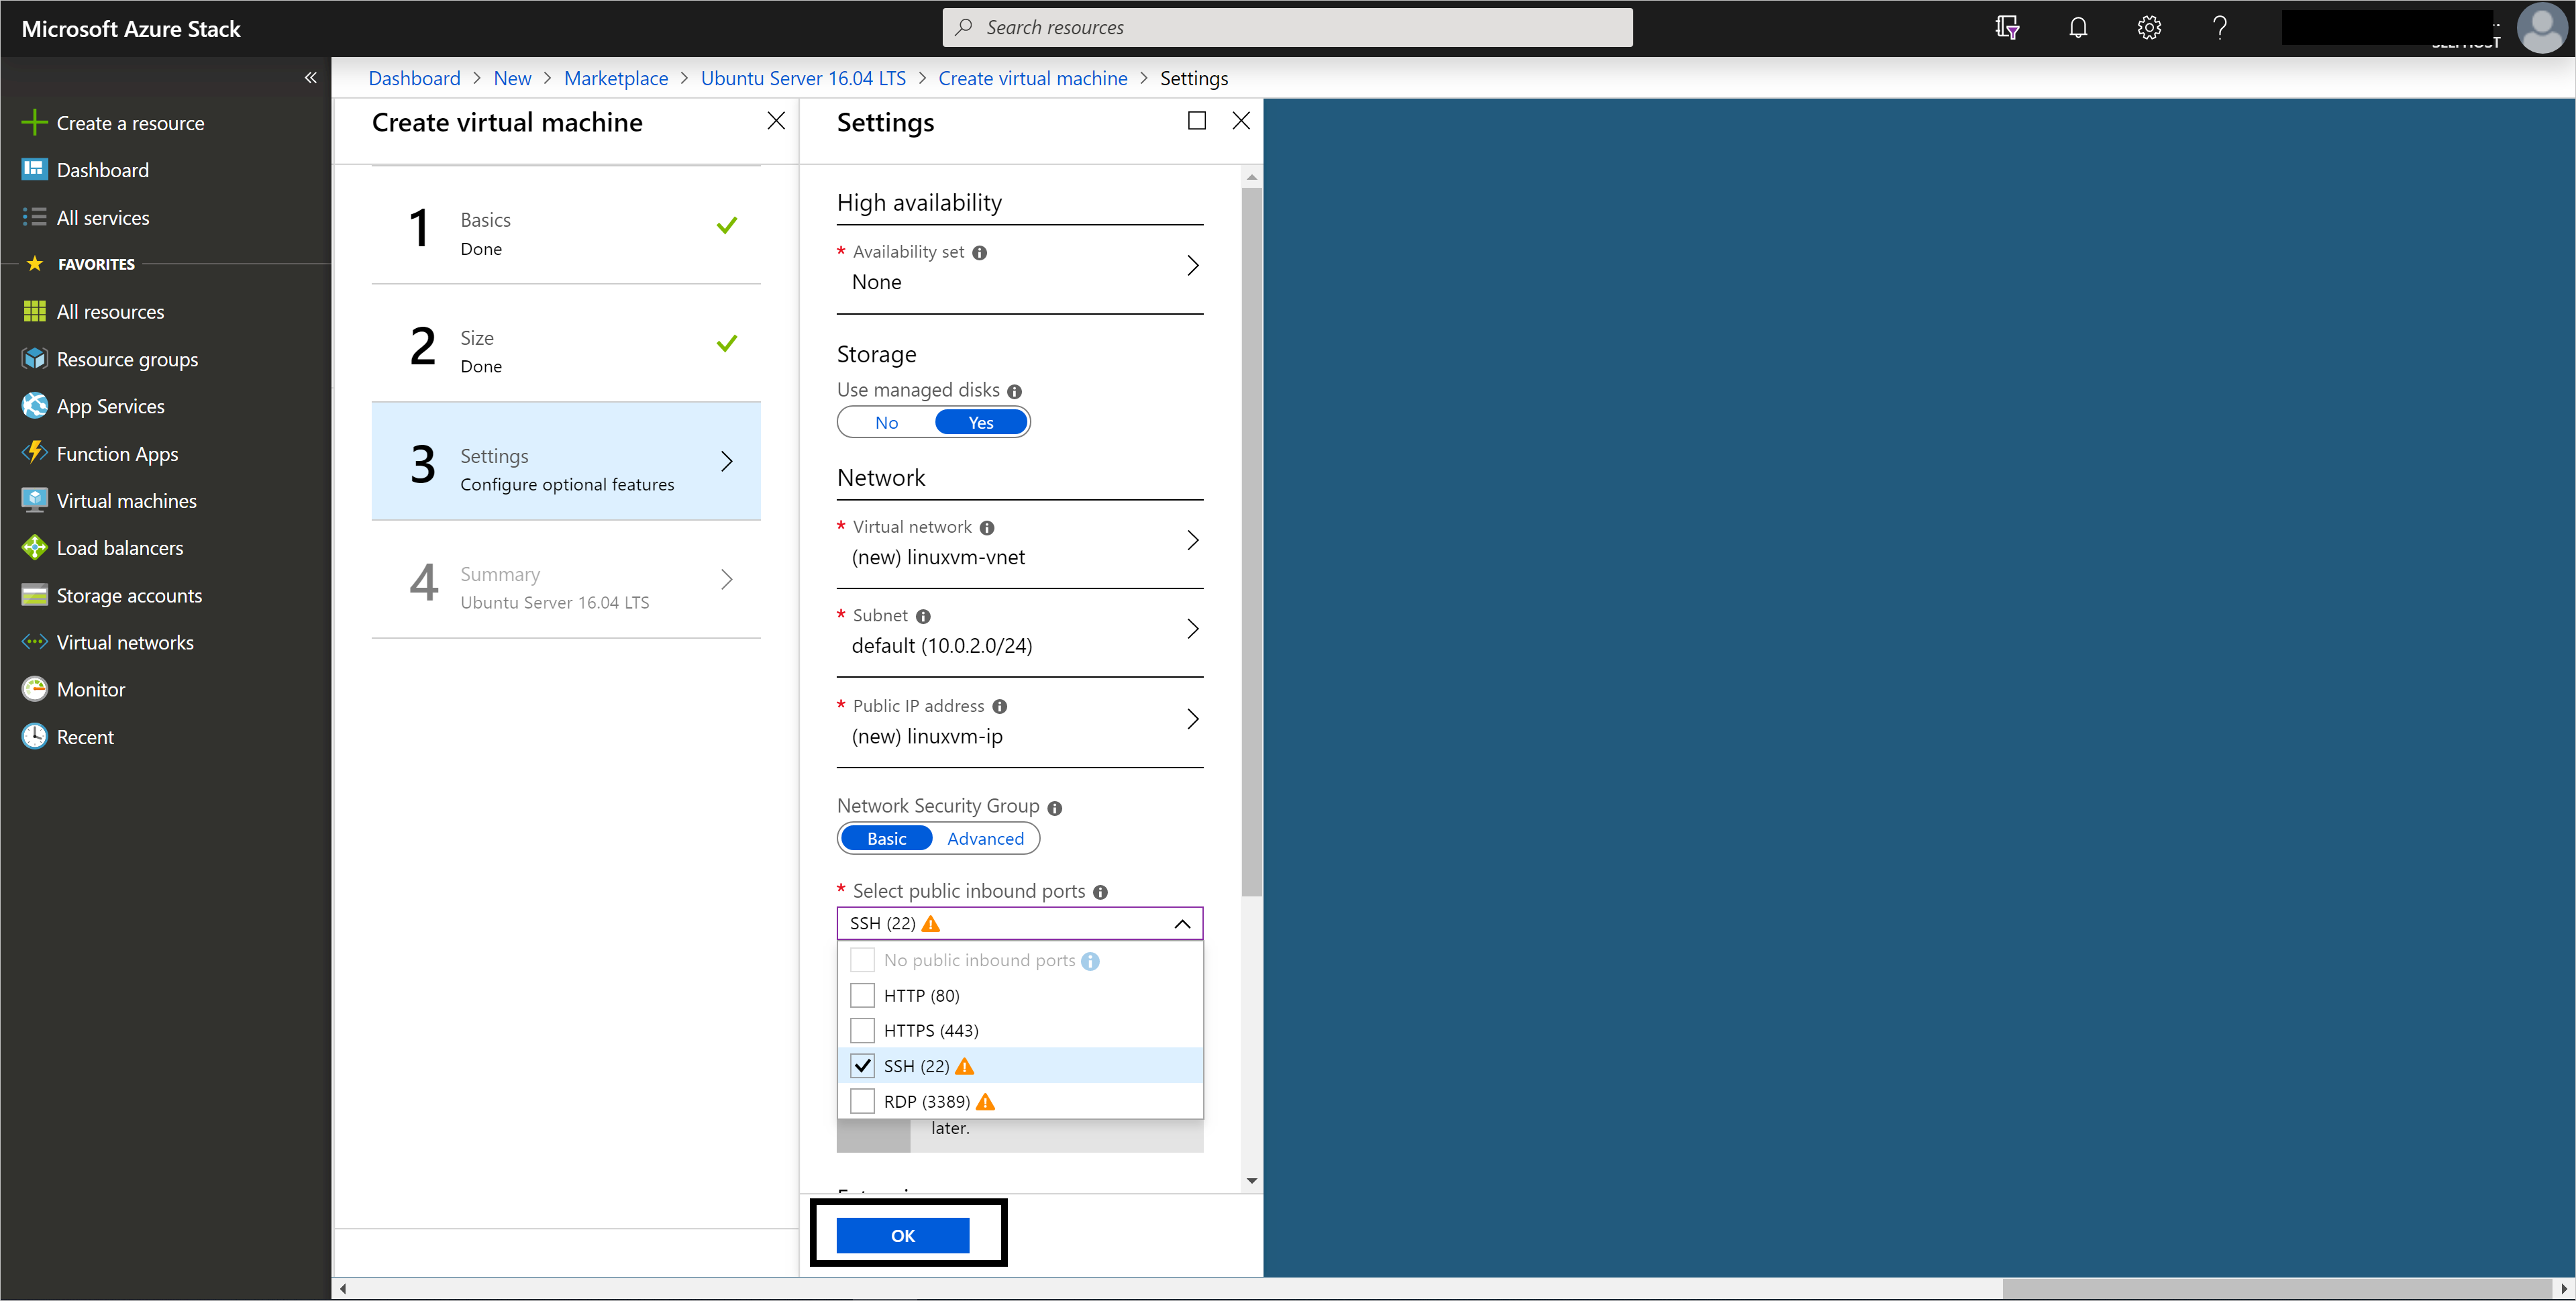 Microsoft Azure Stack
Search resources
Dashboard > New > Marketplace > Ubuntu Server 16.04 LTS > Create virtual machine > Settings
Create a resource
Dashboard
All services
FAVORITES
All resources
Resource groups
App Services
Function Apps
Virtual machines
Load balancers
Storage accounts
Virtual networks
Monitor
Recent
Create virtual machine
1
Basics
Done
2
Size
Done
3
Settings
Configure optional features
4
Summary
Ubuntu Server 16.04 LTS
Settings
High availability
* Availability set
None
Storage
Use managed disks
No Yes
Network
* Virtual network
(new) linuxvm-vnet
* Subnet
default (10.0.2.0/24)
* Public IP address
(new) linuxvm-ip
Network Security Group
Basic Advanced
* Select public inbound ports
SSH (22)
No public inbound ports
HTTP (80)
HTTPS (443)
SSH (22)
RDP (3389)
later.
OK